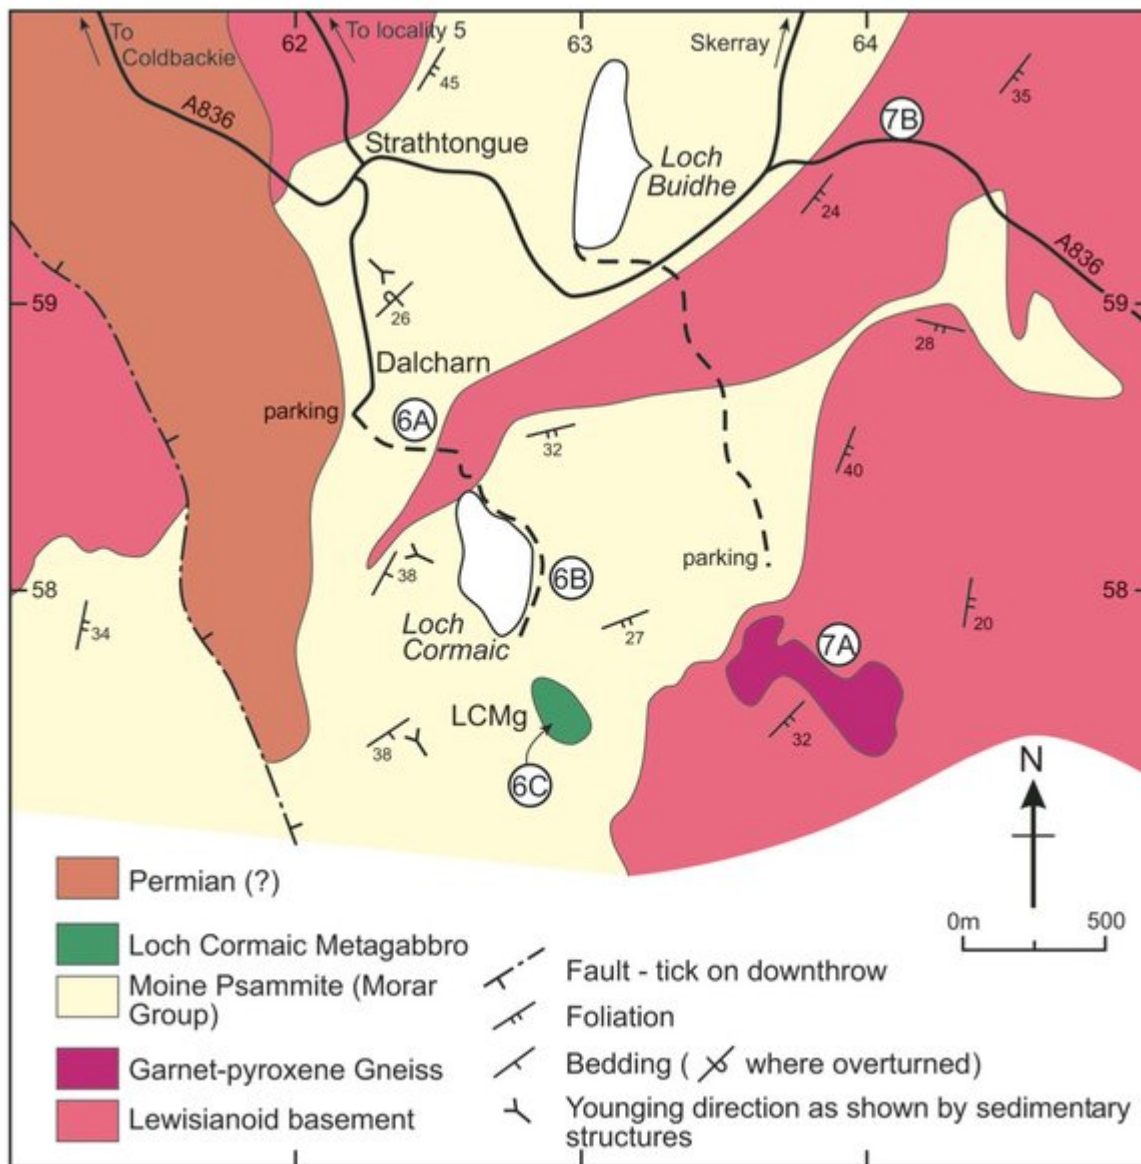 To
Coldbackie
62
To locality 5
63
Skerray
64
45
35
A836
Strathtongue
7B
Loch
Buidhe
24
A836
59
26
59
28
Dalcharn
parking
6A
32
40
parking
58
38
6B
58
34
Loch
Cormaic
27
20
7A
LCMg
38
32
6C
N
0m 500
Permian (?)
Loch Cormaic Metagabbro
Moine Psammite (Morar
Group)
Garnet-pyroxene Gneiss
Lewisianoid basement
Fault - tick on downthrow
Foliation
Bedding ( where overturned)
Younging direction as shown by sedimentary
structures